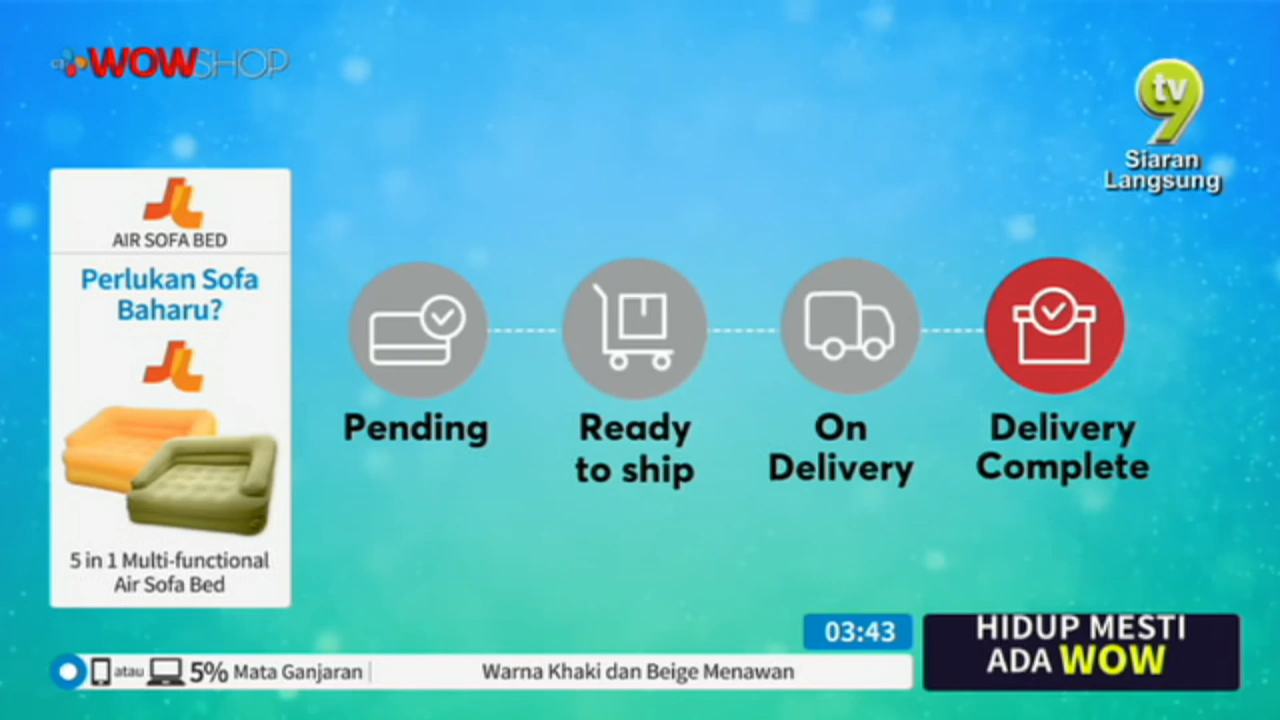 CJ WOWSHOP
tv9
Siaran
Langsung
AIR SOFA BED
Perlukan Sofa
Baharu?
5 in 1 Multi-functional
Air Sofa Bed
Pending
Ready
to ship
On
Delivery
Delivery
Complete
03:43
atau 5% Mata Ganjaran
Warna Khaki dan Beige Menawan
HIDUP MESTI
ADA WOW